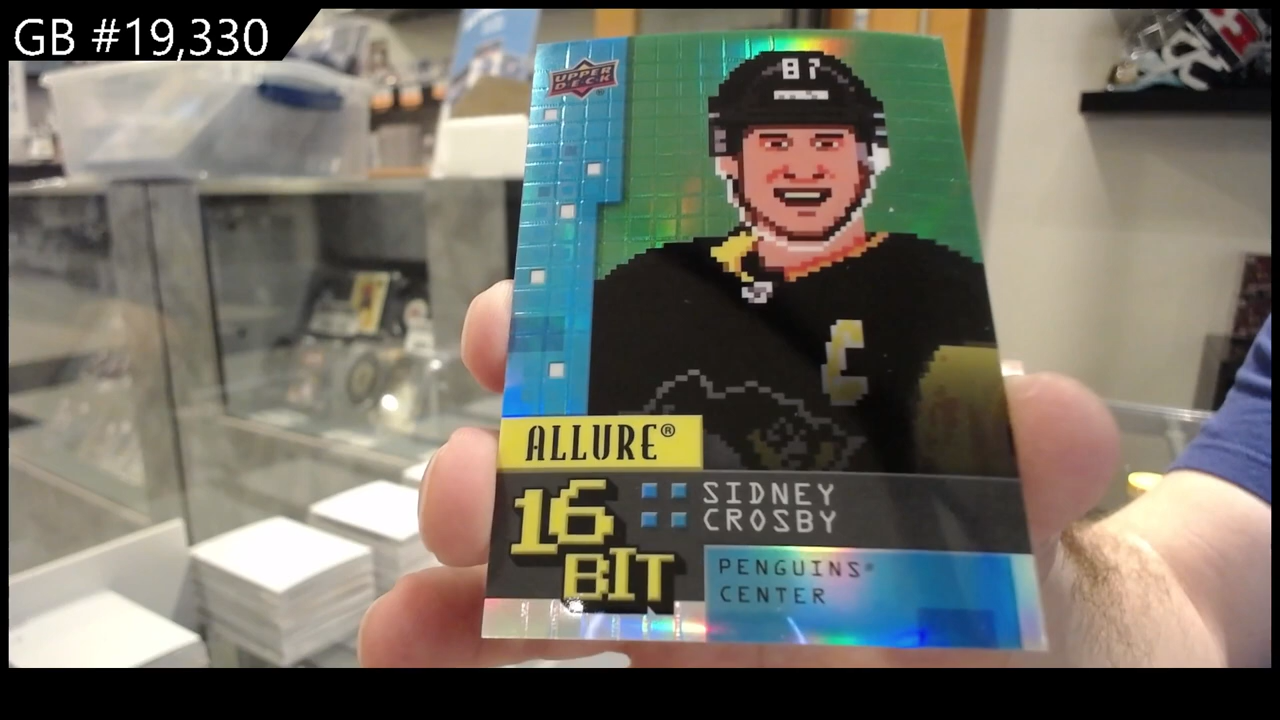 GB #19,330
UPPER
DECK®
87
C
ALLURE®
16
BIT
SIDNEY
CROSBY
PENGUINS®
CENTER